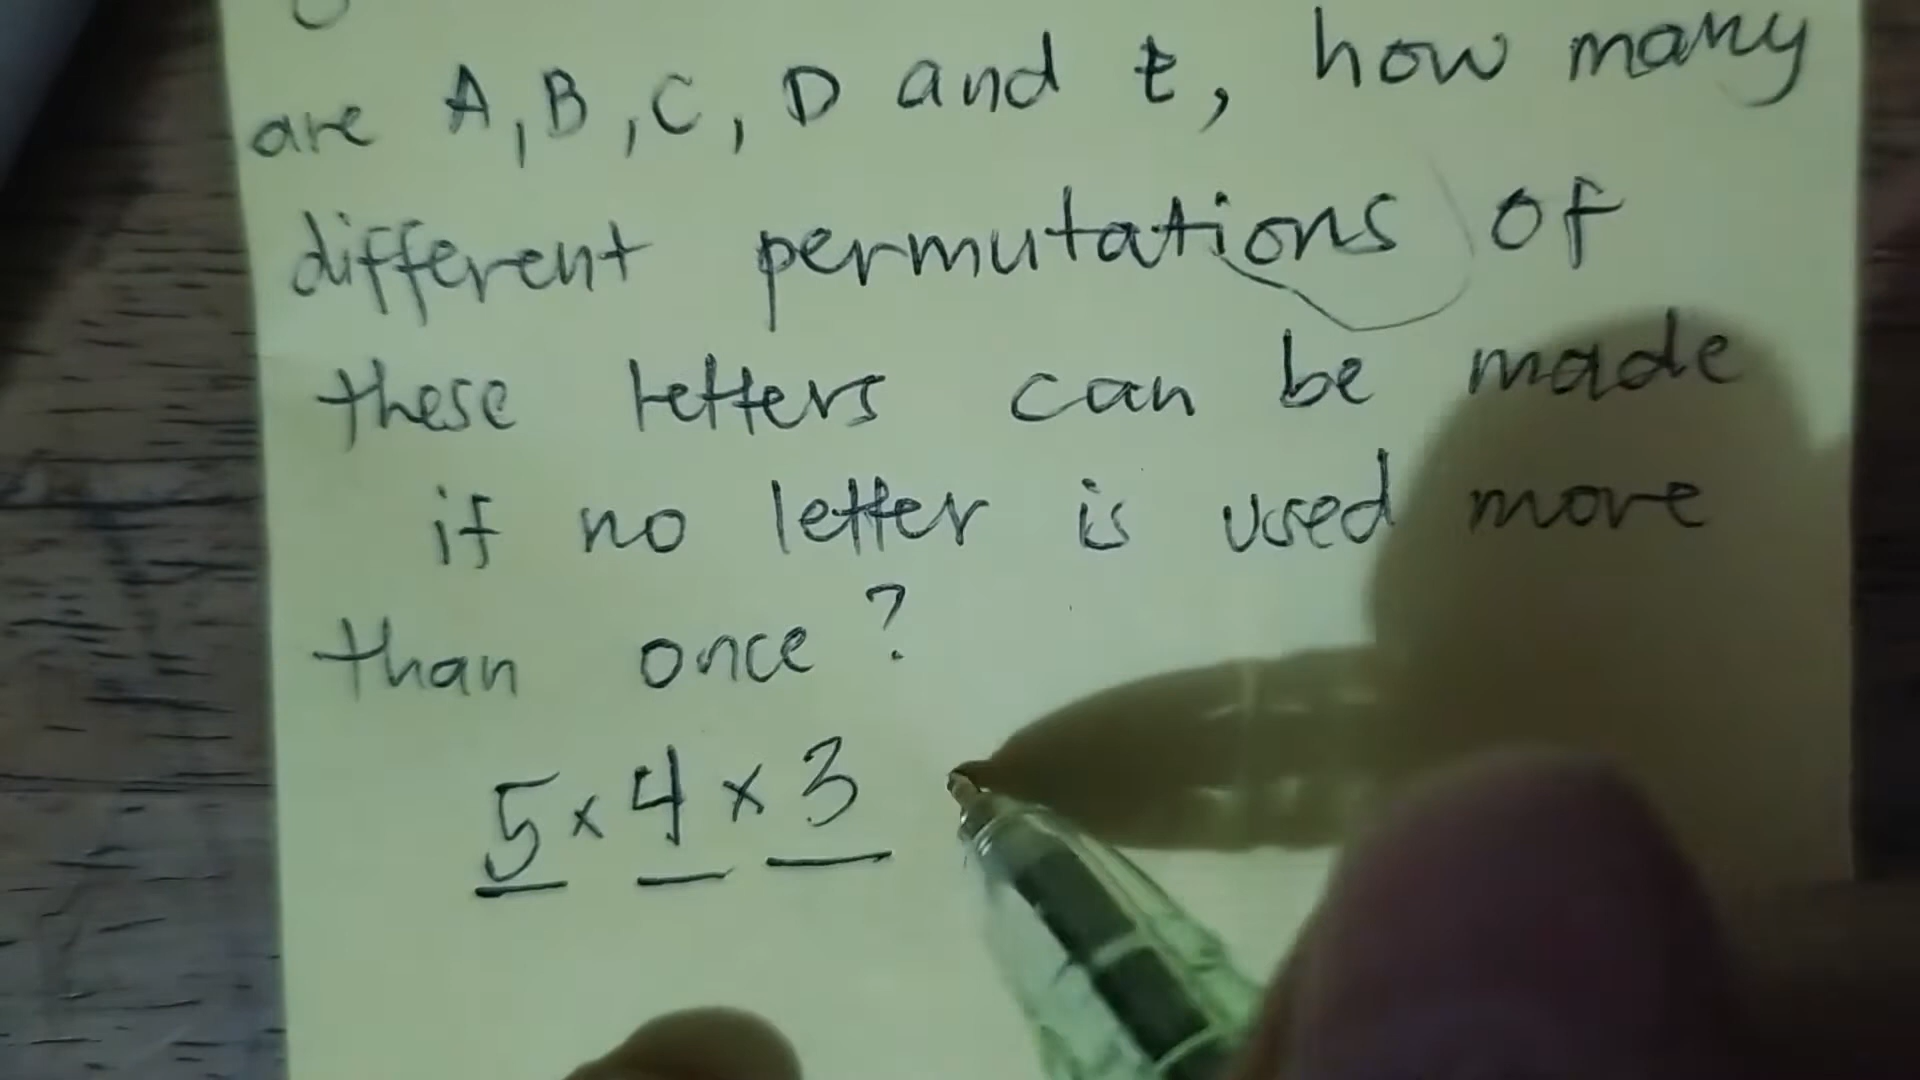 are A, B, C, D and E, how many
different permutations of
these letters can be made
if no letter is used more
than once?
5 × 4 × 3